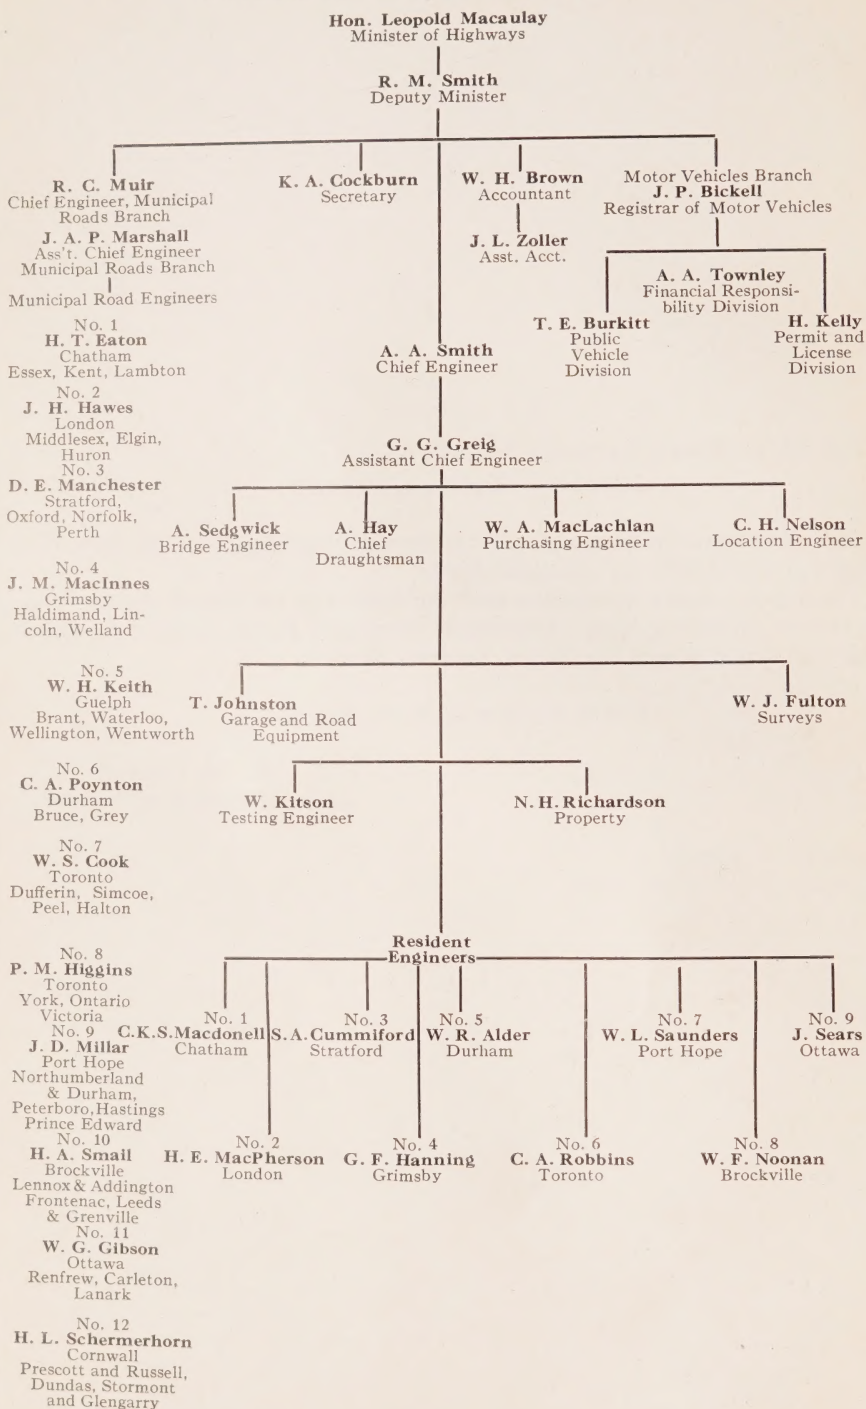 Hon. Leopold Macaulay
Minister of Highways
R. M. Smith
Deputy Minister
R. C. Muir
Chief Engineer, Municipal
Roads Branch
J. A. P. Marshall
Ass't. Chief Engineer
Municipal Roads Branch
Municipal Road Engineers
No. 1
H. T. Eaton
Chatham
Essex, Kent, Lambton
No. 2
J. H. Hawes
London
Middlesex, Elgin,
Huron
No. 3
D. E. Manchester
Stratford,
Oxford, Norfolk,
Perth
No. 4
J. M. MacInnes
Grimsby
Haldimand, Lin-
coln, Welland
No. 5
W. H. Keith
Guelph
Brant, Waterloo,
Wellington, Wentworth
No. 6
C. A. Poynton
Durham
Bruce, Grey
No. 7
W. S. Cook
Toronto
Dufferin, Simcoe,
Peel, Halton
No. 8
P. M. Higgins
Toronto
York, Ontario
Victoria
No. 9
J. D. Millar
Port Hope
Northumberland
& Durham,
Peterboro, Hastings
Prince Edward
No. 10
H. A. Smail
Brockville
Lennox & Addington
Frontenac, Leeds
& Grenville
No. 11
W. G. Gibson
Ottawa
Renfrew, Carleton,
Lanark
No. 12
H. L. Schermerhorn
Cornwall
Prescott and Russell,
Dundas, Stormont
and Glengarry
K. A. Cockburn
Secretary
W. H. Brown
Accountant
J. L. Zoller
Asst. Acct.
Motor Vehicles Branch
J. P. Bickell
Registrar of Motor Vehicles
A. A. Townley
Financial Responsi-
bility Division
T. E. Burkitt
Public
Vehicle
Division
H. Kelly
Permit and
License
Division
A. A. Smith
Chief Engineer
G. G. Greig
Assistant Chief Engineer
A. Sedgwick
Bridge Engineer
A. Hay
Chief
Draughtsman
W. A. MacLachlan
Purchasing Engineer
C. H. Nelson
Location Engineer
T. Johnston
Garage and Road
Equipment
W. J. Fulton
Surveys
W. Kitson
Testing Engineer
N. H. Richardson
Property
Resident
Engineers
No. 1
C. K. S. Macdonell
Chatham
No. 3
S. A. Cummiford
Stratford
No. 5
W. R. Alder
Durham
No. 7
W. L. Saunders
Port Hope
No. 9
J. Sears
Ottawa
No. 2
H. E. MacPherson
London
No. 4
G. F. Hanning
Grimsby
No. 6
C. A. Robbins
Toronto
No. 8
W. F. Noonan
Brockville